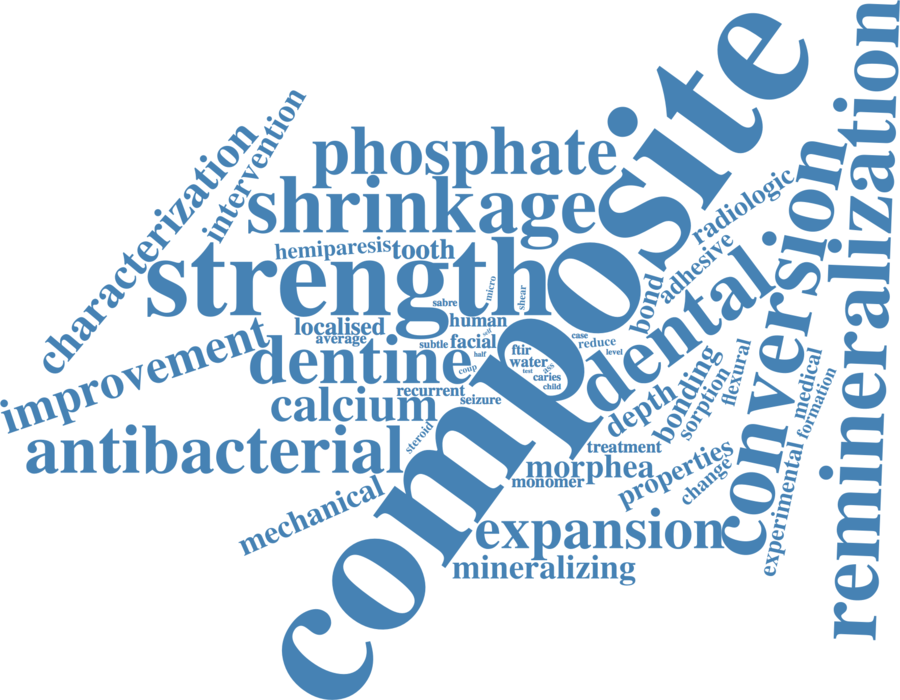 composite
remineralization
conversion
intervention
characterization
phosphate
shrinkage
radiologic
hemiparesis
tooth
adhesive
strength
dental
micro
shear
sabre
bond
human
localised
average
improvement
self
subtle
facial
half
case
reduce
level
ftir
water
test
ass
caries
child
coup
dentine
recurrent
seizure
calcium
depth
bonding
sorption
flexural
medical
formation
steroid
antibacterial
treatment
morphea
monomer
properties
change
experimental
mechanical
expansion
mineralizing